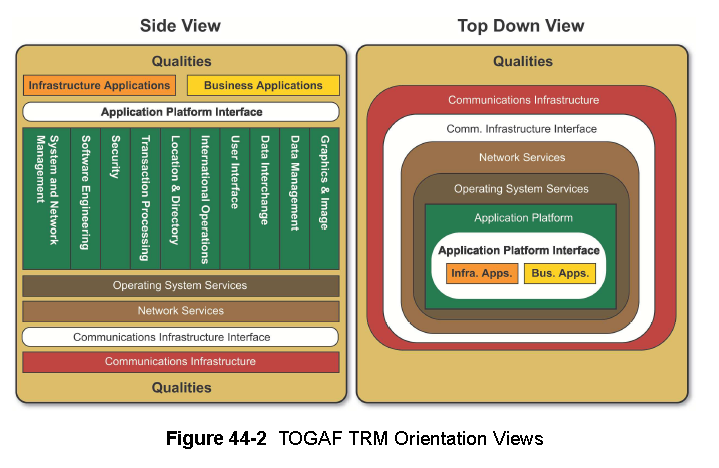 Side View
Qualities
Infrastructure Applications
Business Applications
Application Platform Interface
System and Network
Management
Software Engineering
Security
Transaction Processing
Location & Directory
International Operations
User Interface
Data Interchange
Data Management
Graphics & Image
Operating System Services
Network Services
Communications Infrastructure Interface
Communications Infrastructure
Qualities
Top Down View
Qualities
Communications Infrastructure
Comm. Infrastructure Interface
Network Services
Operating System Services
Application Platform
Application Platform Interface
Infra. Apps.
Bus. Apps.
Figure 44-2 TOGAF TRM Orientation Views